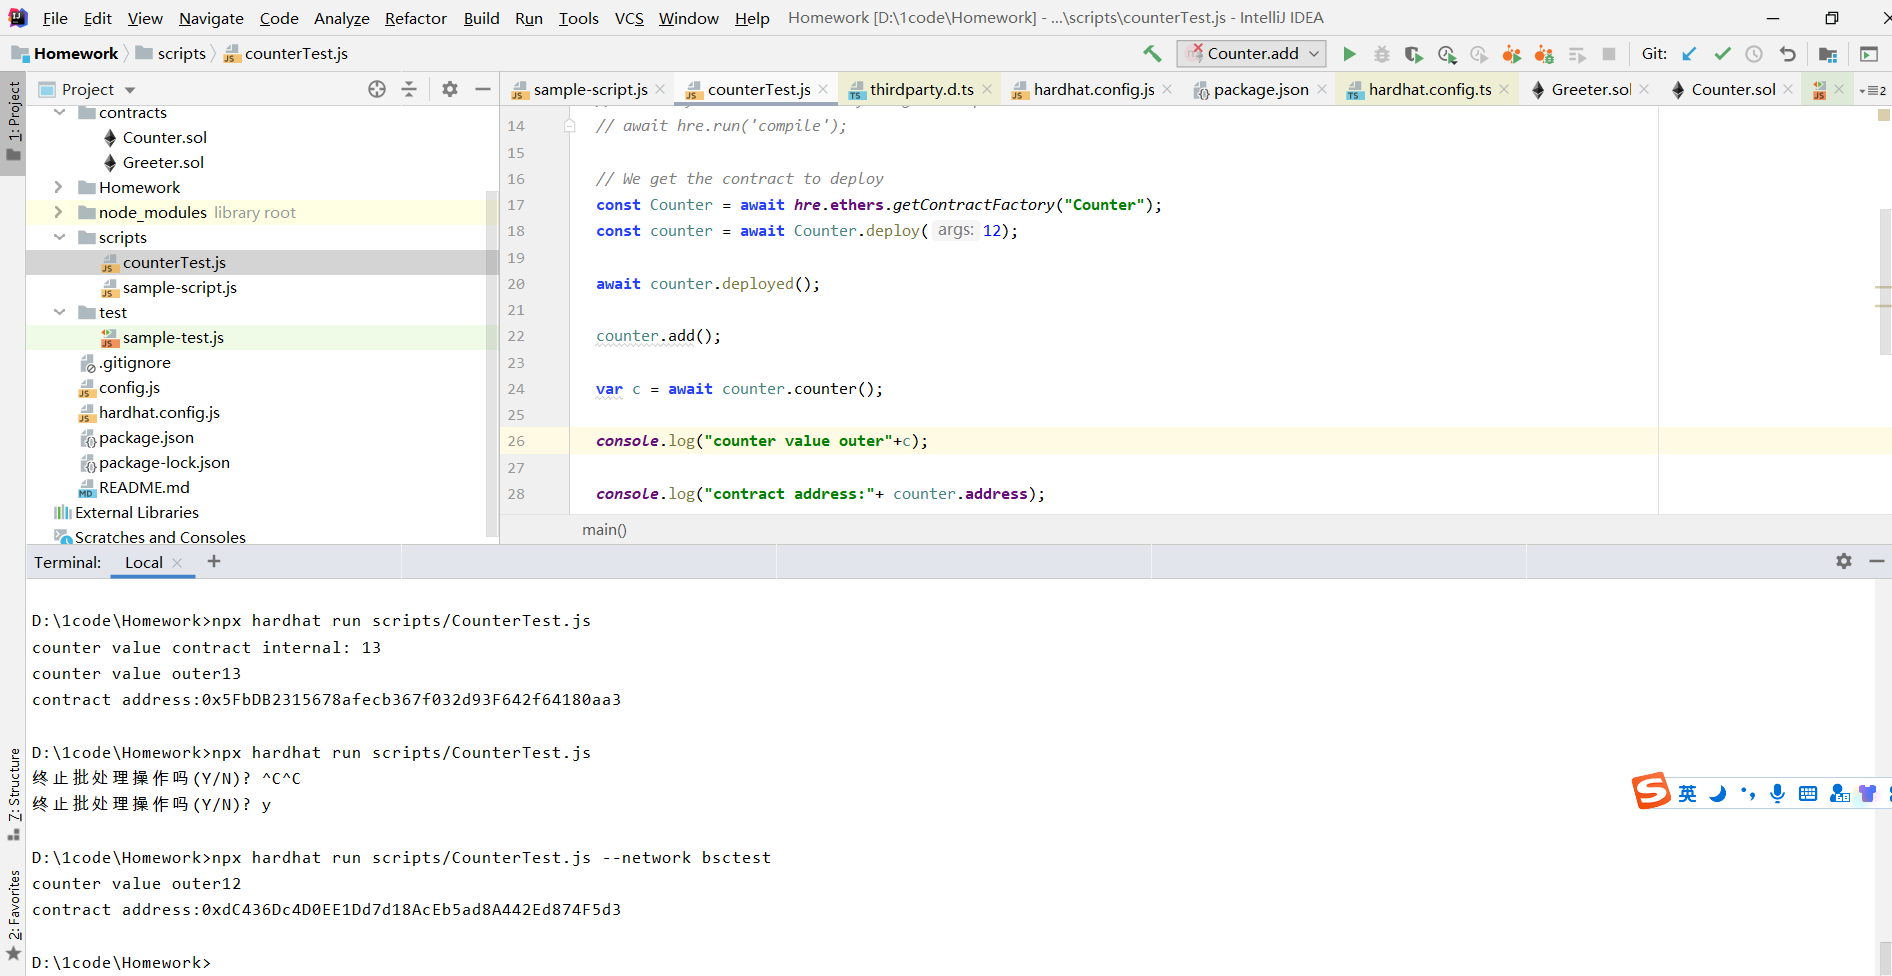 File Edit View Navigate Code Analyze Refactor Build Run Tools VCS Window Help Homework [D:\1code\Homework] - ...\scripts\counterTest.js - IntelliJ IDEA
Homework scripts counterTest.js Counter.add Git:
1: Project
Project
sample-script.js counterTest.js thirdparty.d.ts hardhat.config.js package.json hardhat.config.ts Greeter.sol Counter.sol 2
contracts
Counter.sol
Greeter.sol
Homework
node_modules library root
scripts
counterTest.js
sample-script.js
test
sample-test.js
.gitignore
config.js
hardhat.config.js
package.json
package-lock.json
README.md
External Libraries
Scratches and Consoles
14 // await hre.run('compile');
15
16 // We get the contract to deploy
17 const Counter = await hre.ethers.getContractFactory("Counter");
18 const counter = await Counter.deploy( args: 12);
19
20 await counter.deployed();
21
22 counter.add();
23
24 var c = await counter.counter();
25
26 console.log("counter value outer"+c);
27
28 console.log("contract address:"+ counter.address);
main()
Terminal: Local
D:\1code\Homework>npx hardhat run scripts/CounterTest.js
counter value contract internal: 13
counter value outer13
contract address:0x5FbDB2315678afecb367f032d93F642f64180aa3
D:\1code\Homework>npx hardhat run scripts/CounterTest.js
终止批处理操作吗(Y/N)? ^C^C
终止批处理操作吗(Y/N)? y
D:\1code\Homework>npx hardhat run scripts/CounterTest.js --network bsctest
counter value outer12
contract address:0xdC436Dc4D0EE1Dd7d18AcEb5ad8A442Ed874F5d3
D:\1code\Homework>
7: Structure
2: Favorites
英